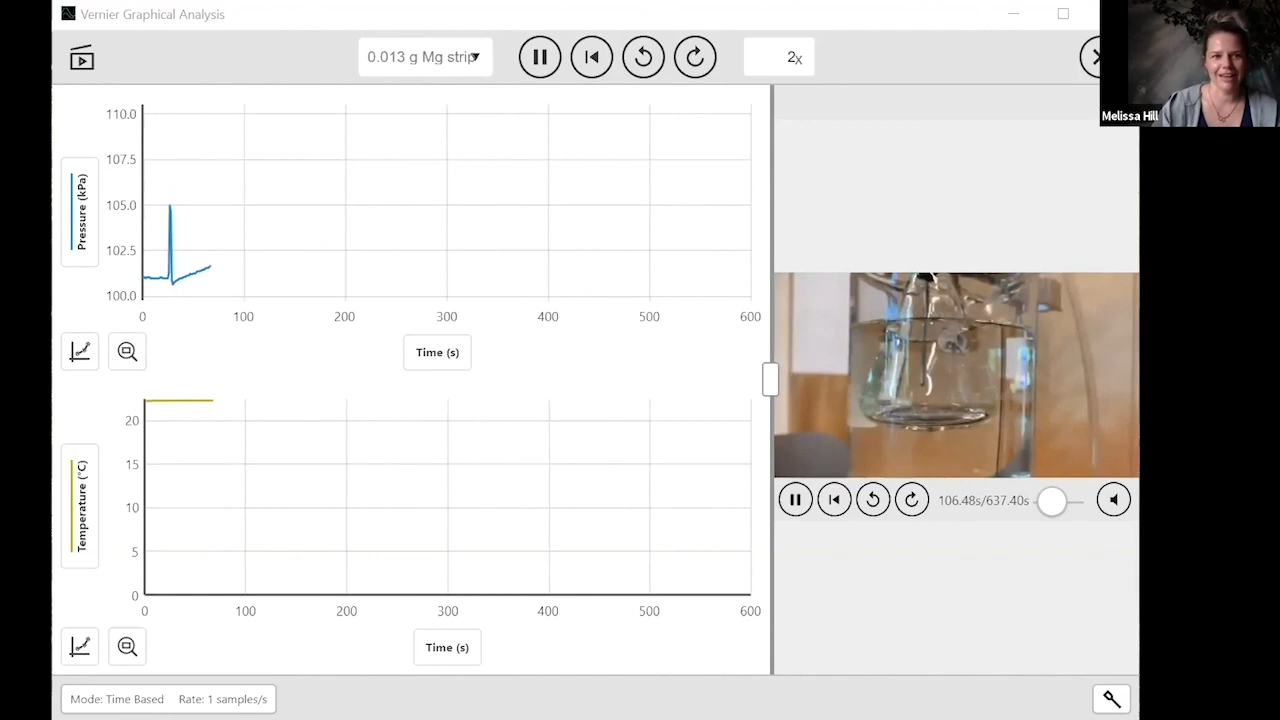 Vernier Graphical Analysis
0.013 g Mg strip
2x
Melissa Hill
Pressure (kPa)
110.0
107.5
105.0
102.5
100.0
0 100 200 300 400 500 600
Time (s)
Temperature (°C)
20
15
10
5
0
0 100 200 300 400 500 600
Time (s)
106.48s/637.40s
Mode: Time Based Rate: 1 samples/s